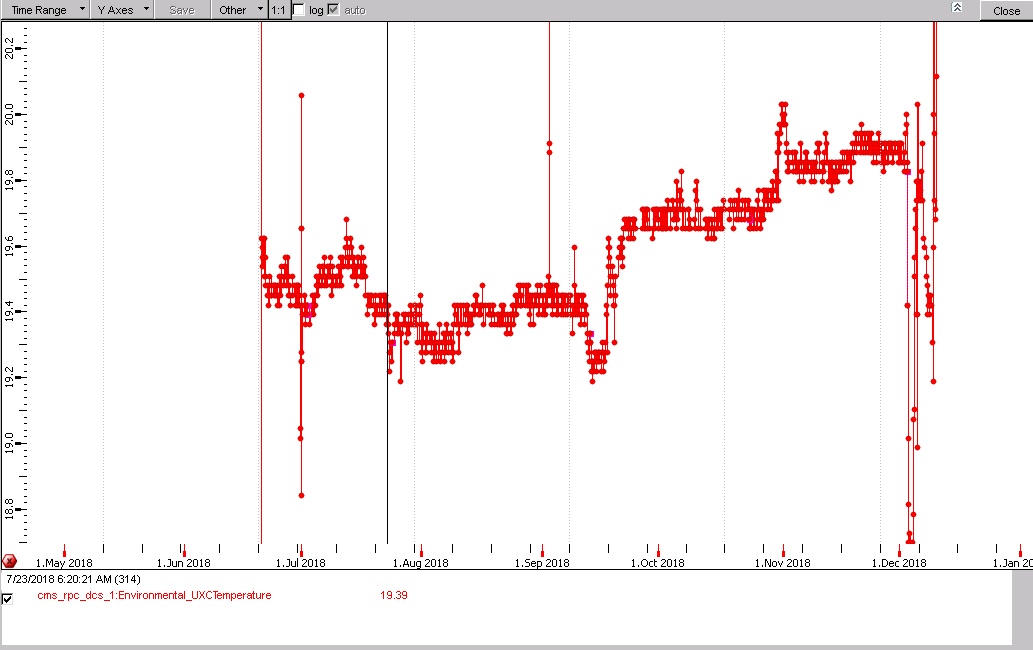 Time Range Y Axes Save Other 1:1 log auto Close
20.2
20.0
19.8
19.6
19.4
19.2
19.0
18.8
1.May 2018 1.Jun 2018 1.Jul 2018 1.Aug 2018 1.Sep 2018 1.Oct 2018 1.Nov 2018 1.Dec 2018 1.Jan 20
7/23/2018 6:20:21 AM (314)
cms_rpc_dcs_1:Environmental_UXCTemperature 19.39